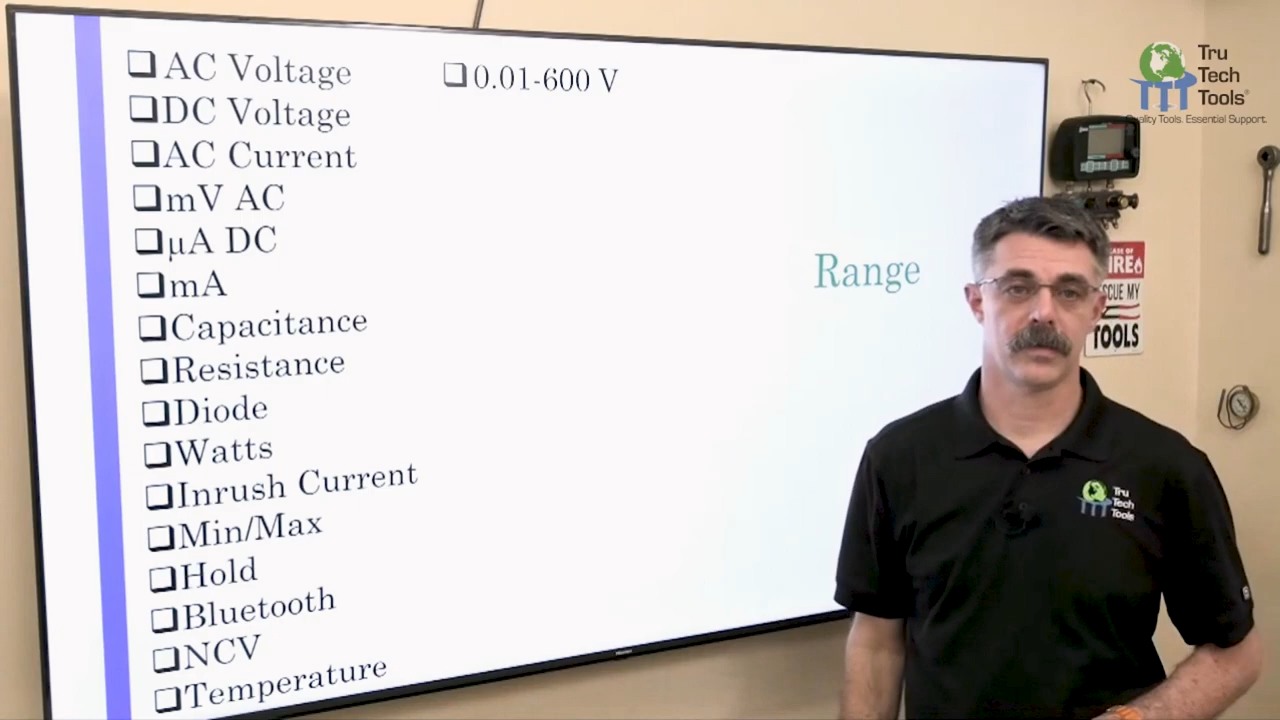 ❑AC Voltage
❑DC Voltage
❑AC Current
❑mV AC
❑μA DC
❑mA
❑Capacitance
❑Resistance
❑Diode
❑Watts
❑Inrush Current
❑Min/Max
❑Hold
❑Bluetooth
❑NCV
❑Temperature
❑0.01-600 V
Range
Tru
Tech
Tools®
Quality Tools. Essential Support.
TOOLS
Tru
Tech
Tools